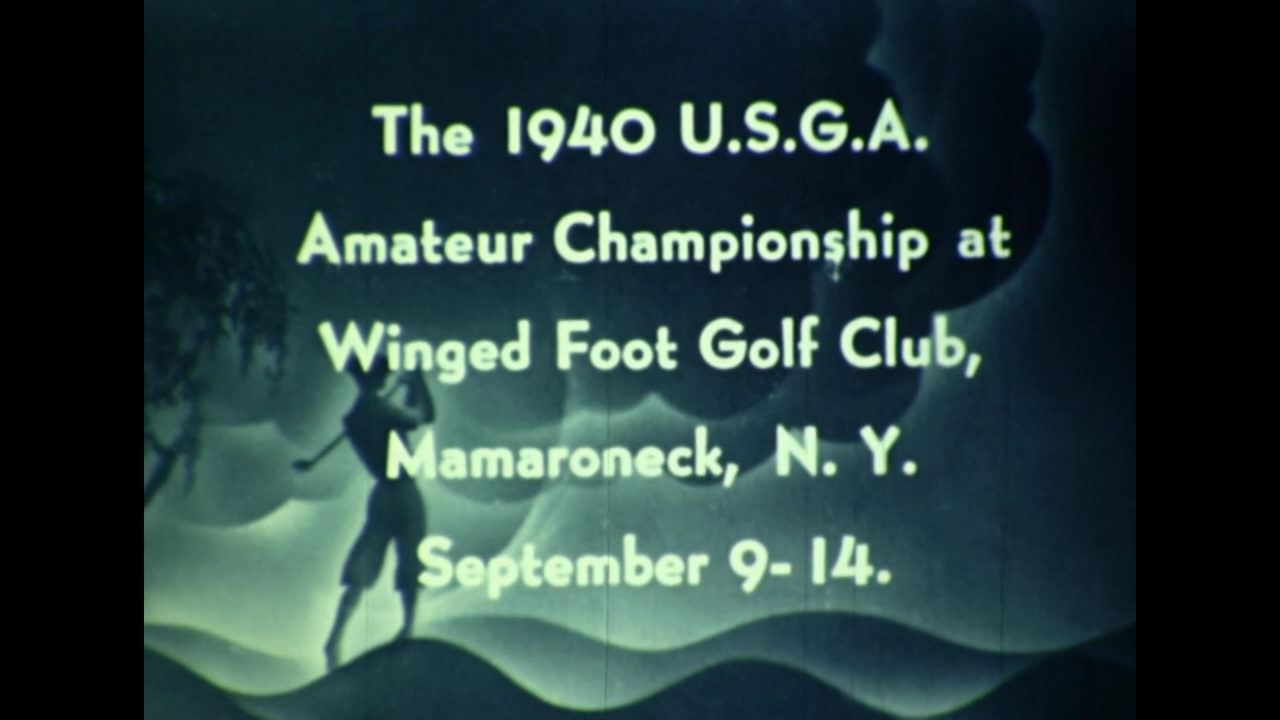 The 1940 U.S.G.A.
Amateur Championship at
Winged Foot Golf Club,
Mamaroneck, N. Y.
September 9-14.